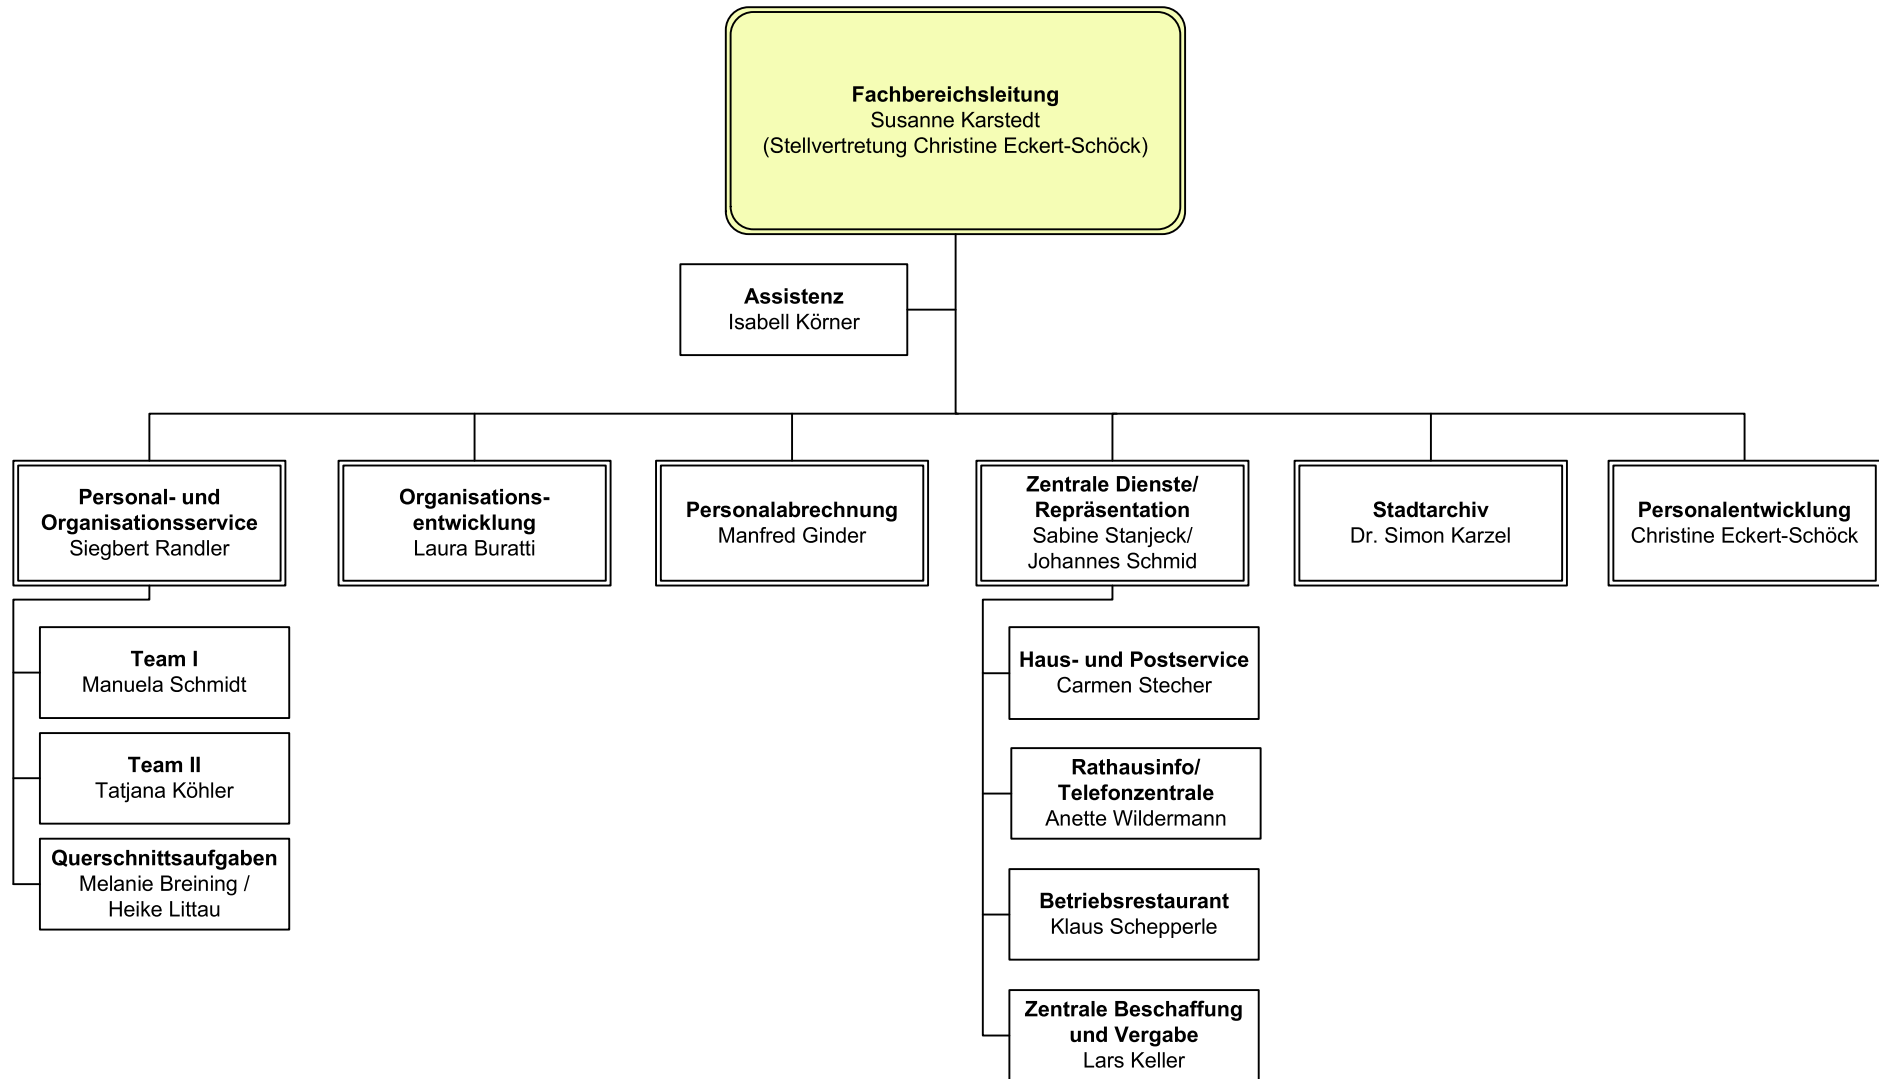 Fachbereichsleitung
Susanne Karstedt
(Stellvertretung Christine Eckert-Schöck)
Assistenz
Isabell Körner
Personal- und
Organisationsservice
Siegbert Randler
Organisations-
entwicklung
Laura Buratti
Personalabrechnung
Manfred Ginder
Zentrale Dienste/
Repräsentation
Sabine Stanjeck/
Johannes Schmid
Stadtarchiv
Dr. Simon Karzel
Personalentwicklung
Christine Eckert-Schöck
Team I
Manuela Schmidt
Team II
Tatjana Köhler
Querschnittsaufgaben
Melanie Breining /
Heike Littau
Haus- und Postservice
Carmen Stecher
Rathausinfo/
Telefonzentrale
Anette Wildermann
Betriebsrestaurant
Klaus Schepperle
Zentrale Beschaffung
und Vergabe
Lars Keller